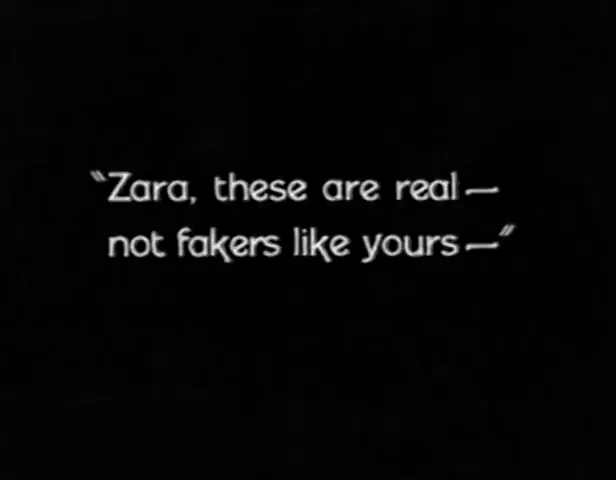 "Zara, these are real—
not fakers like yours—"